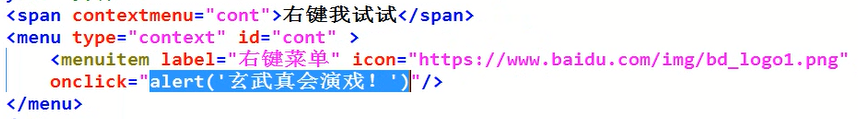 <span contextmenu="cont">右键我试试</span>
<menu type="context" id="cont" >
<menuitem label="右键菜单" icon="https://www.baidu.com/img/bd_logo1.png"
onclick="alert('玄武真会演戏！')"/>
</menu>